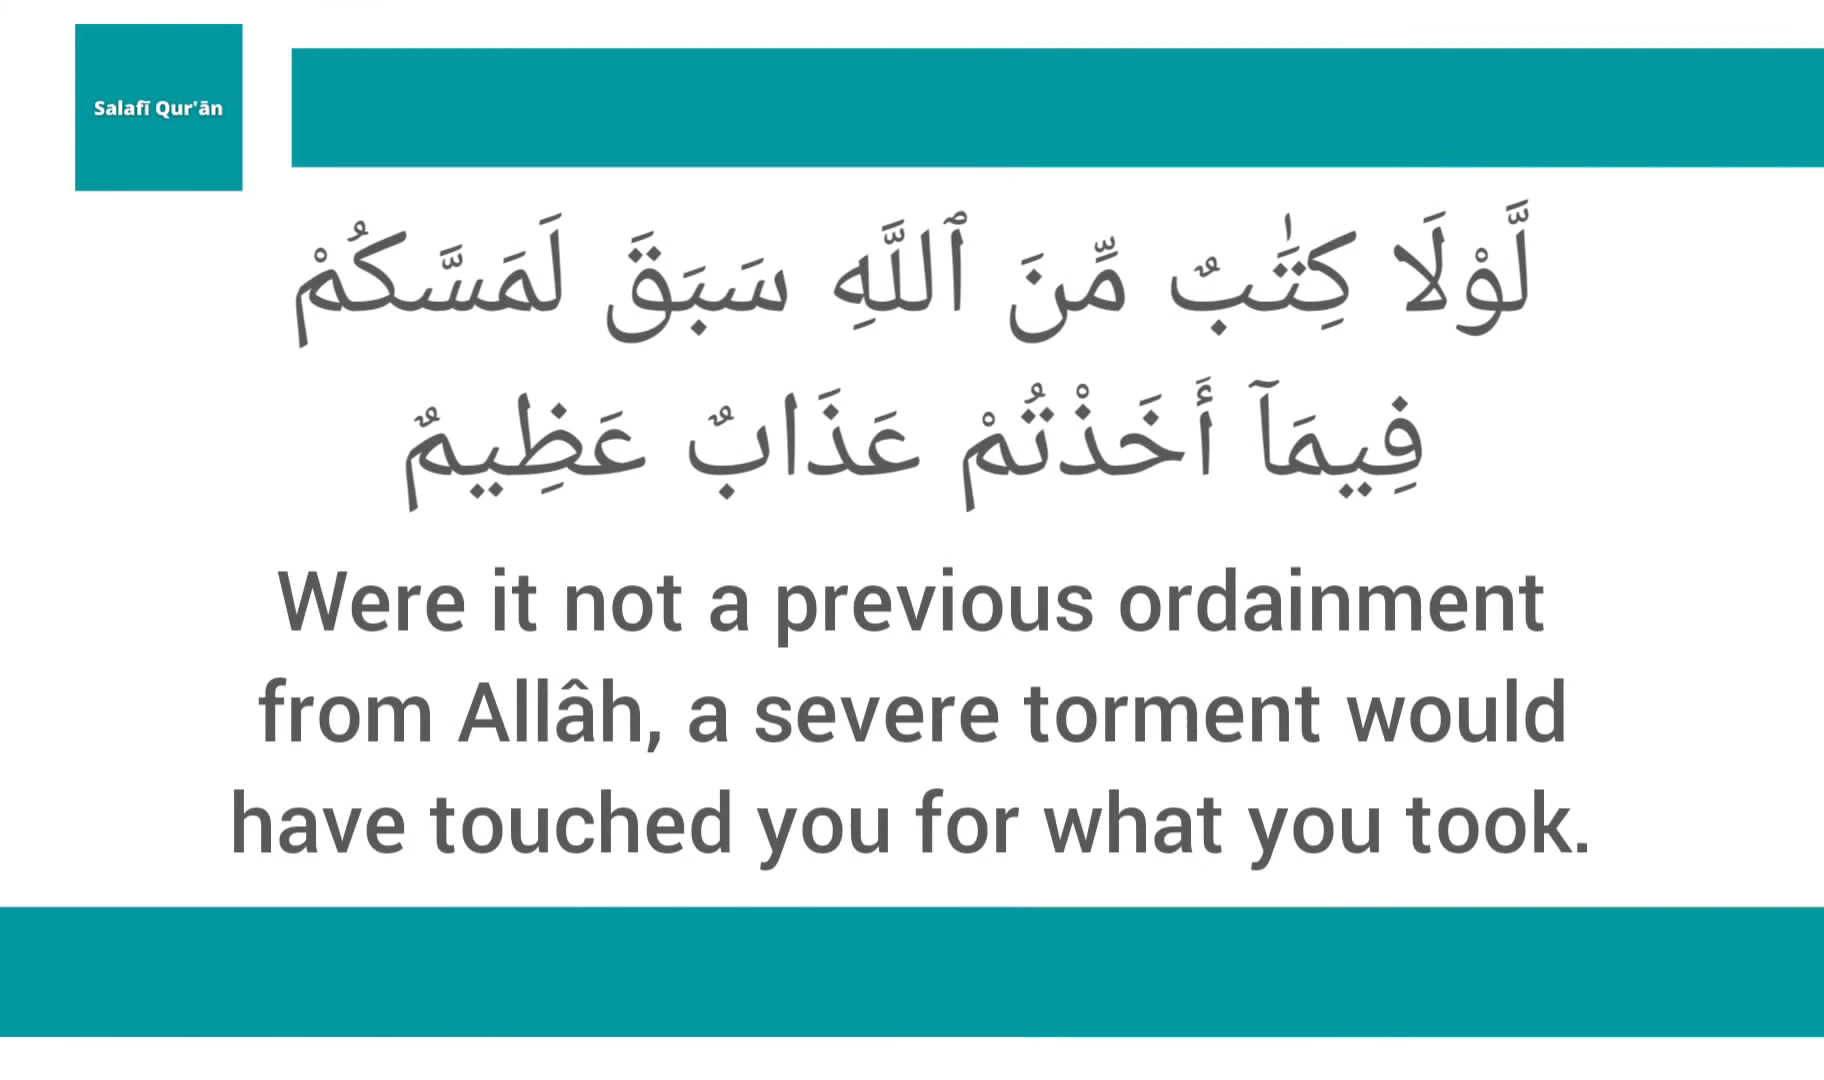 Salafī Qur'ān
لَّوْلَا كِتَٰبٌ مِّنَ ٱللَّهِ سَبَقَ لَمَسَّكُمْ
فِيمَآ أَخَذْتُمْ عَذَابٌ عَظِيمٌ
Were it not a previous ordainment
from Allâh, a severe torment would
have touched you for what you took.